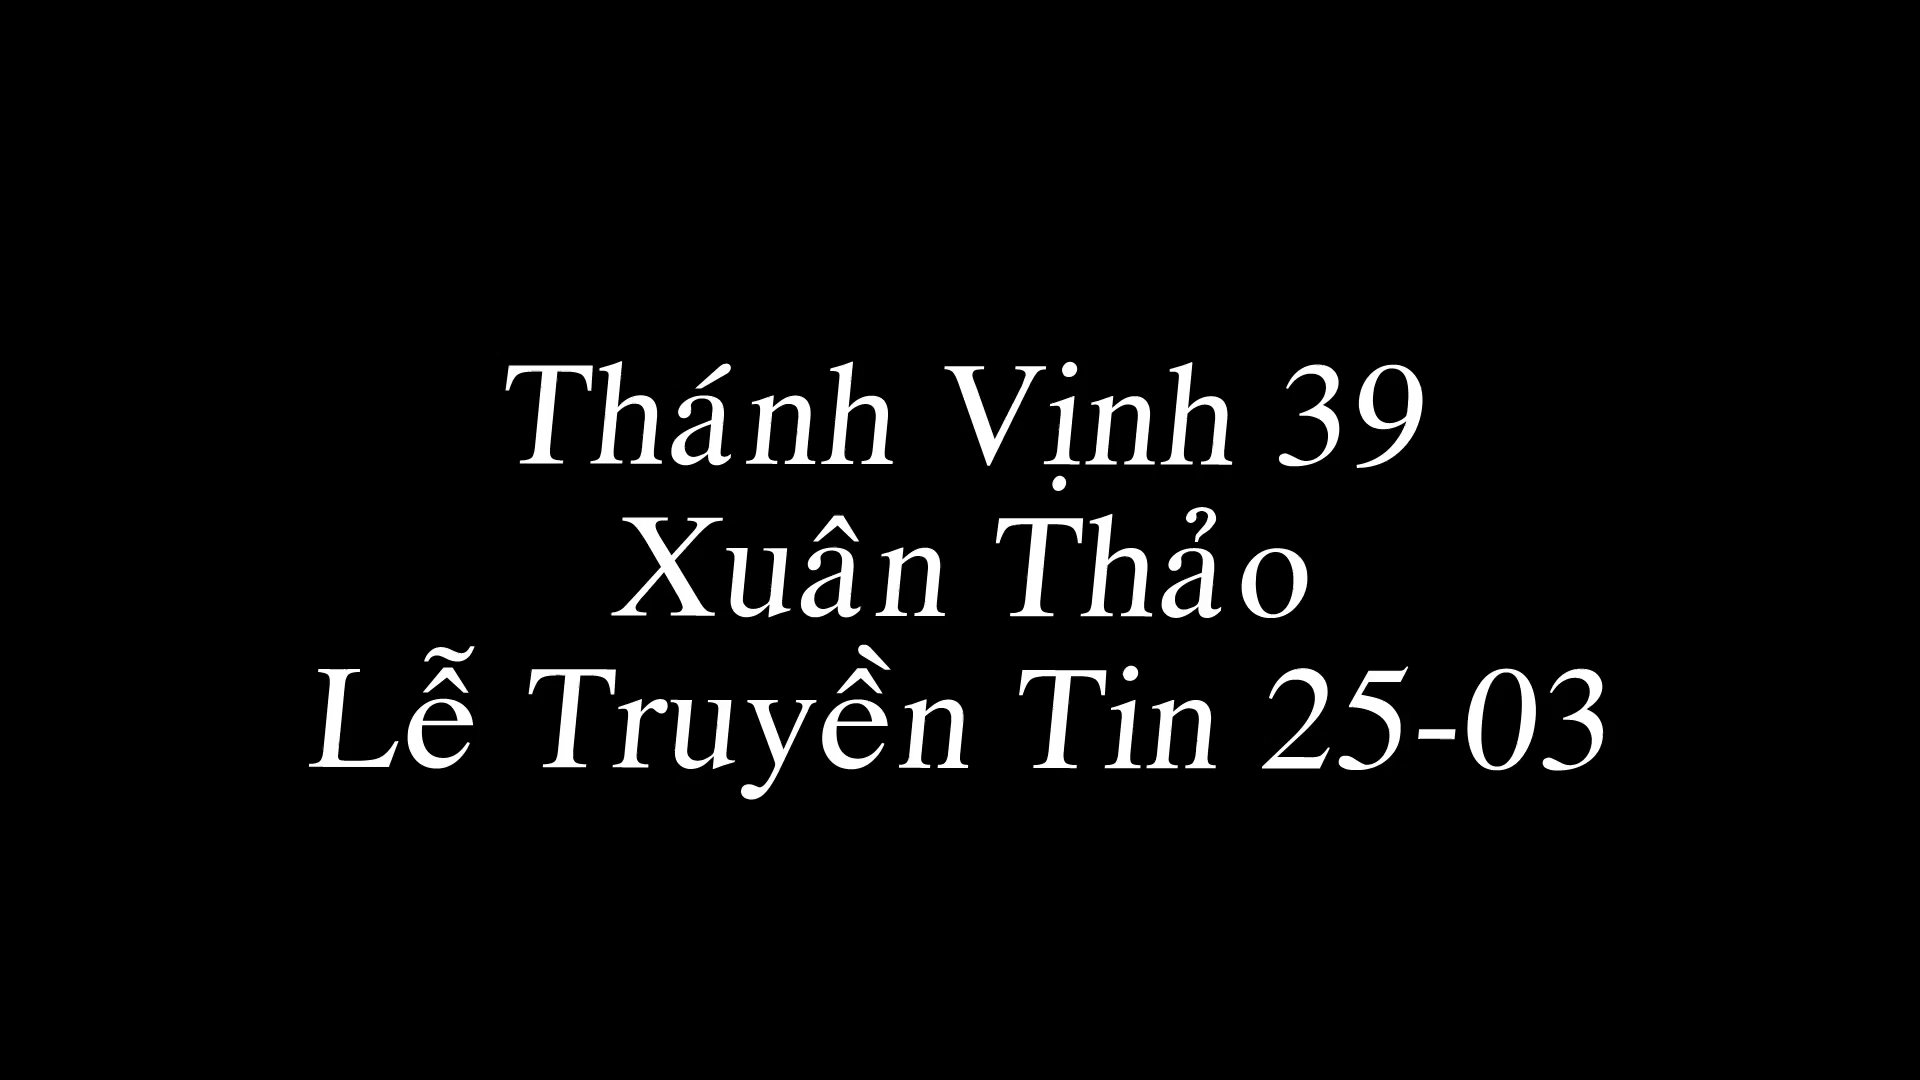 Thánh Vịnh 39
Xuân Thảo
Lễ Truyền Tin 25-03